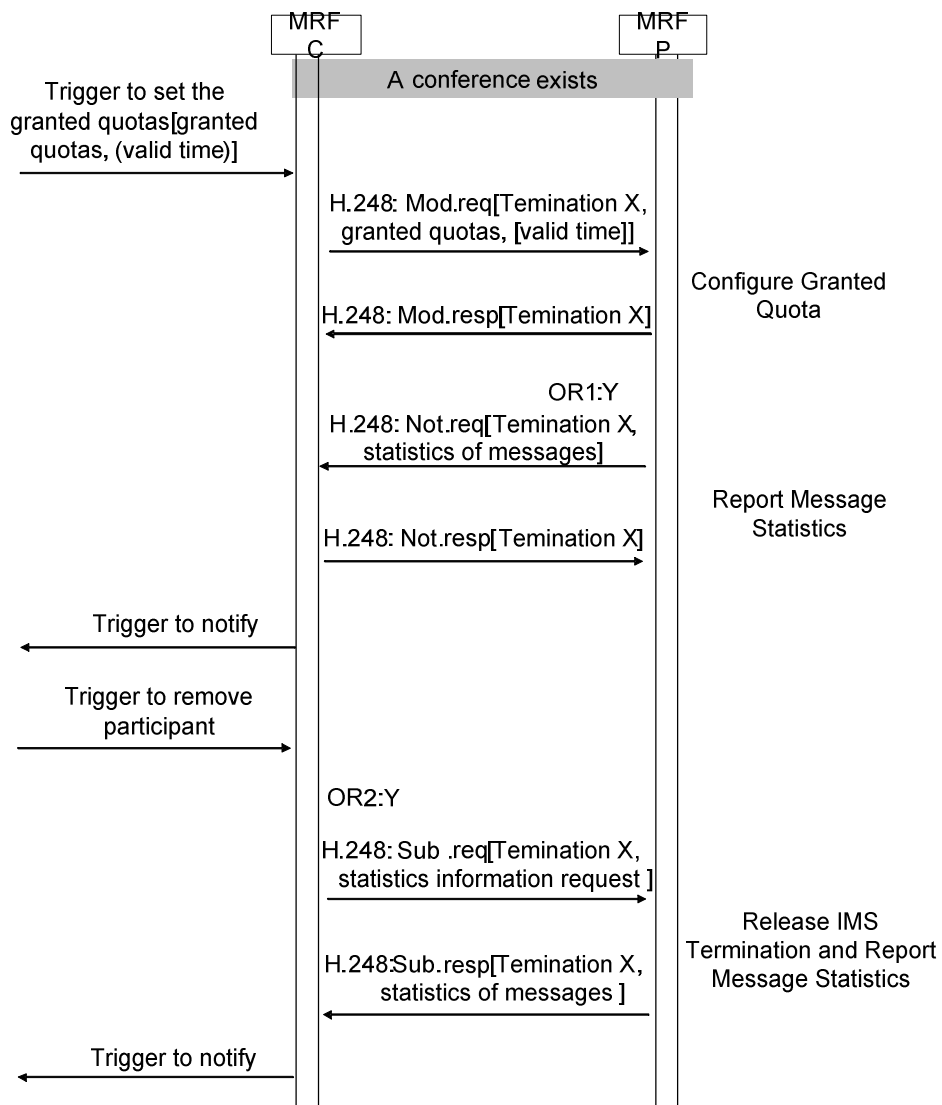 MRF
C
MRF
P
A conference exists
Trigger to set the
granted quotas[granted
quotas, (valid time)]
H.248: Mod.req[Temination X,
granted quotas, [valid time]]
Configure Granted
Quota
H.248: Mod.resp[Temination X]
OR1:Y
H.248: Not.req[Temination X,
statistics of messages]
Report Message
Statistics
H.248: Not.resp[Temination X]
Trigger to notify
Trigger to remove
participant
OR2:Y
H.248: Sub .req[Temination X,
statistics information request ]
Release IMS
Termination and Report
Message Statistics
H.248:Sub.resp[Temination X,
statistics of messages ]
Trigger to notify